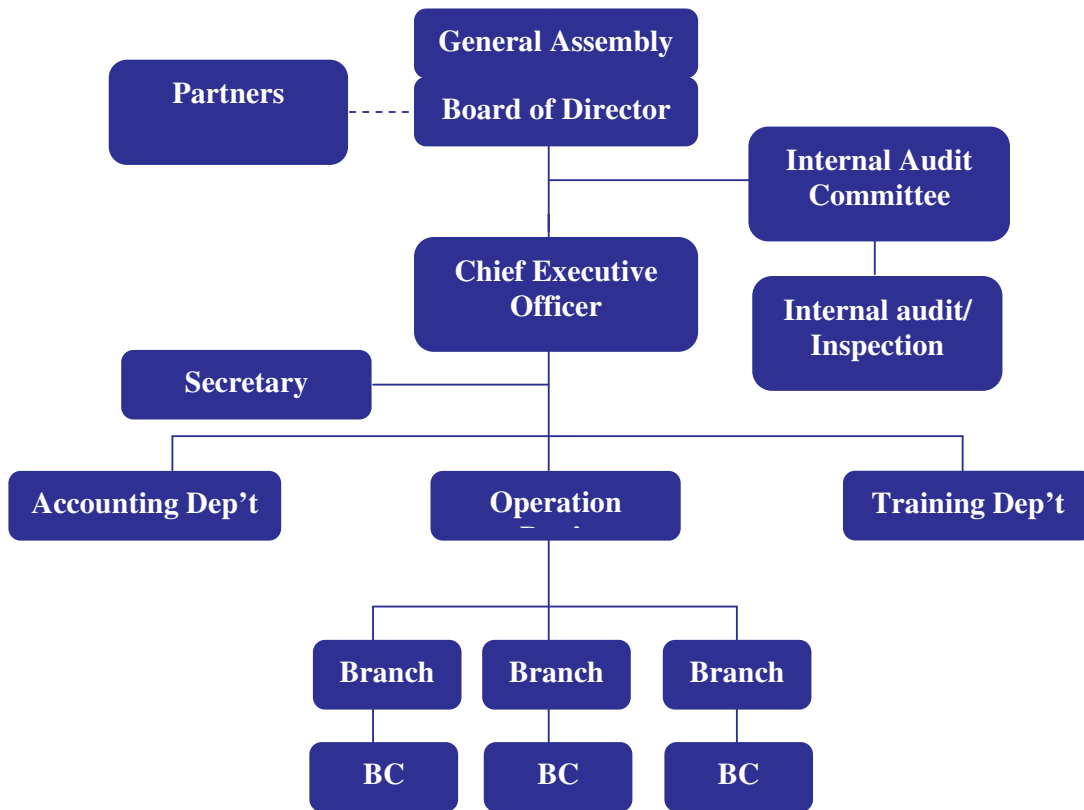 General Assembly
Partners
Board of Director
Internal Audit
Committee
Chief Executive
Officer
Internal audit/
Inspection
Secretary
Accounting Dep’t
Operation
Training Dep’t
Branch
Branch
Branch
BC
BC
BC